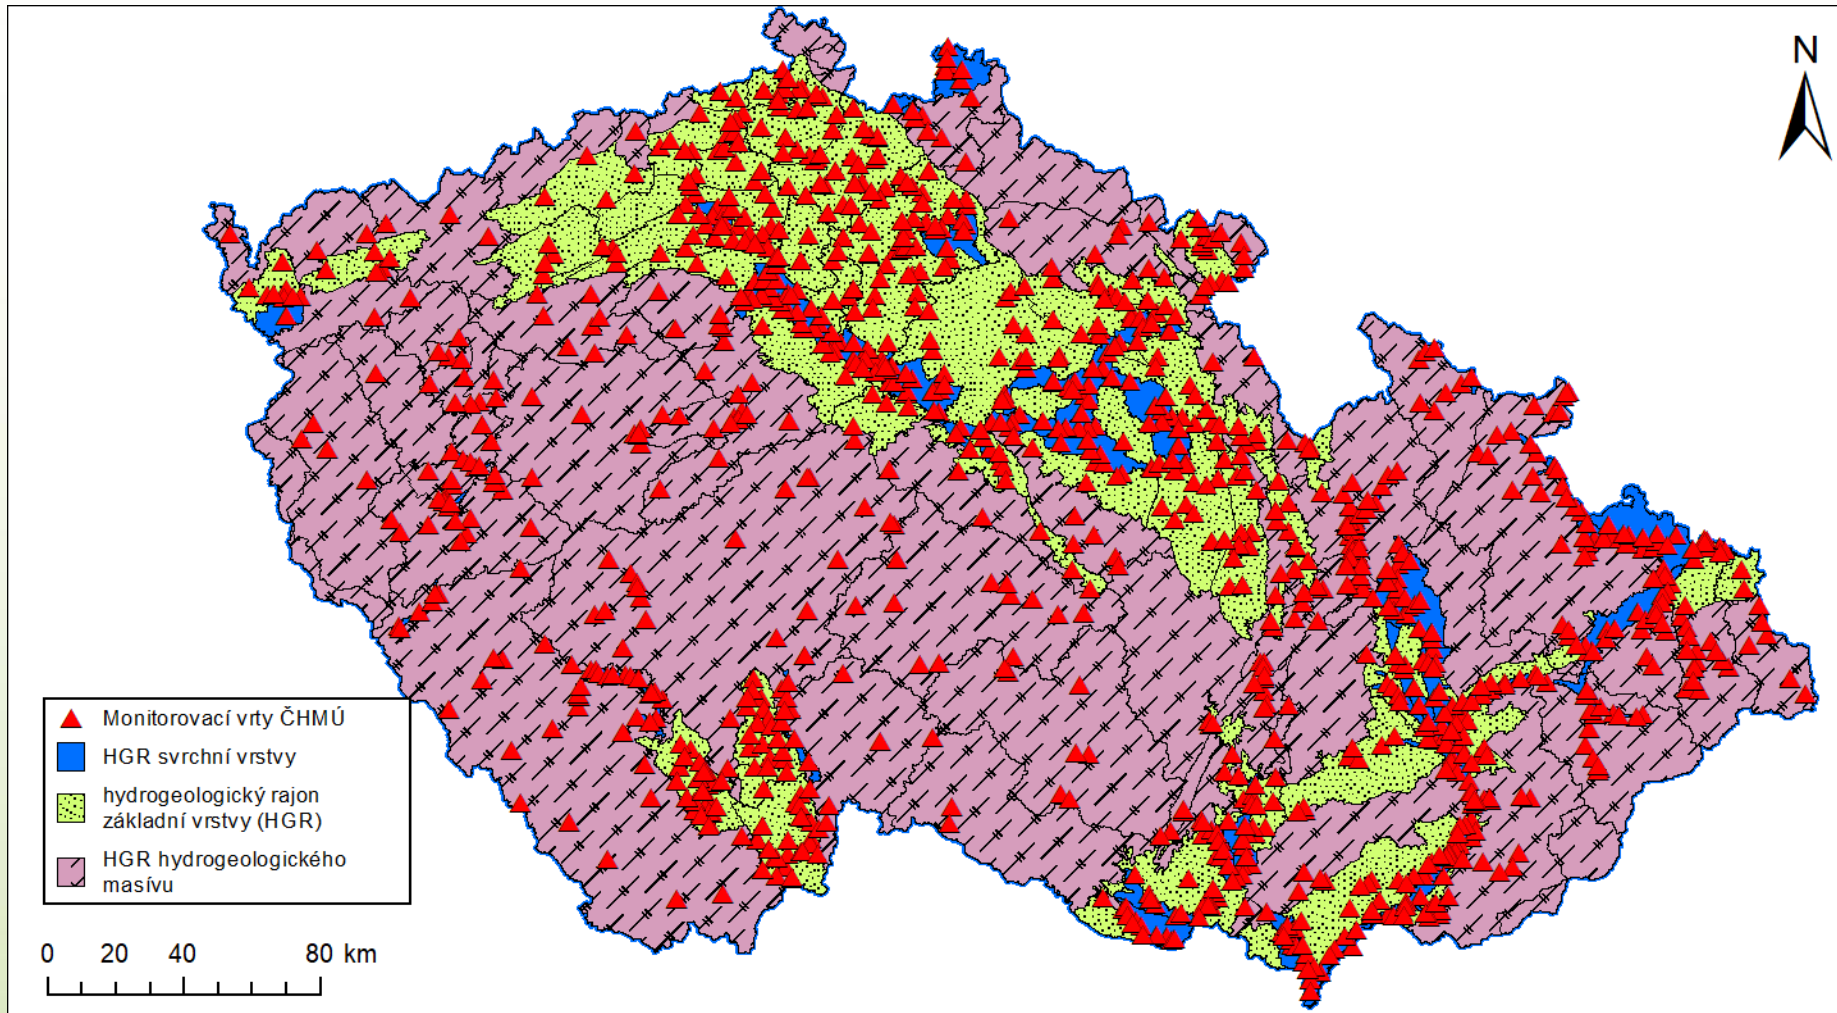 N
Monitorovací vrty ČHMÚ
HGR svrchní vrstvy
hydrogeologický rajon
základní vrstvy (HGR)
HGR hydrogeologického
masívu
0 20 40 80 km